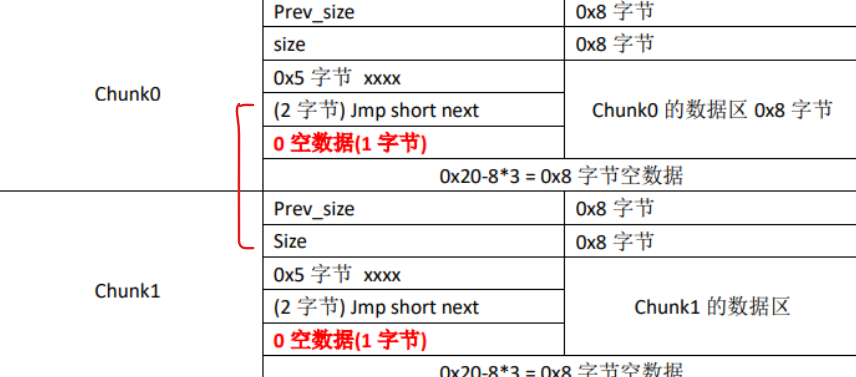 Prev_size 0x8 字节
size 0x8 字节
Chunk0
0x5 字节 xxxx
(2 字节) Jmp short next
Chunk0 的数据区 0x8 字节
0 空数据(1 字节)
0x20-8*3 = 0x8 字节空数据
Prev_size 0x8 字节
Size 0x8 字节
Chunk1
0x5 字节 xxxx
(2 字节) Jmp short next
Chunk1 的数据区
0 空数据(1 字节)
0x20-8*3 = 0x8 字节空数据